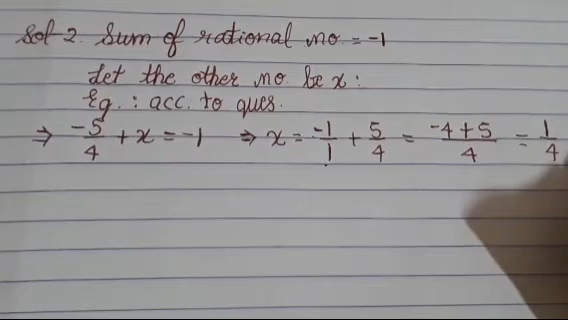 Sol 2. Sum of rational no = -1
Let the other no. be x:
Eq.: acc. to ques.
⇒ -5/4 + x = -1 ⇒ x = -1/1 + 5/4 = -4+5/4 = 1/4